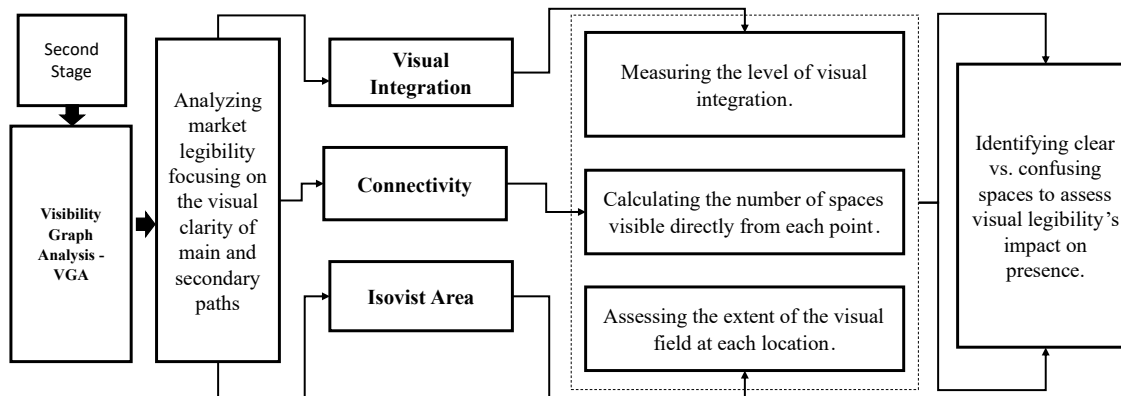 Second
Stage
Visibility
Graph
Analysis -
VGA
Analyzing
market
legibility
focusing on
the visual
clarity of
main and
secondary
paths
Visual
Integration
Connectivity
Isovist Area
Measuring the level of visual
integration.
Calculating the number of spaces
visible directly from each point.
Assessing the extent of the visual
field at each location.
Identifying clear
vs. confusing
spaces to assess
visual legibility’s
impact on
presence.